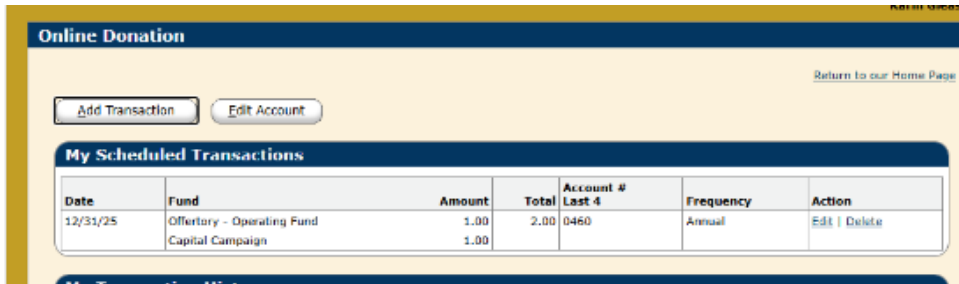 Online Donation
Return to our Home Page
Add Transaction Edit Account
My Scheduled Transactions
Date Fund Amount Total Account # Last 4 Frequency Action
12/31/25 Offertory - Operating Fund 1.00 2.00 0460 Annual Edit | Delete
Capital Campaign 1.00